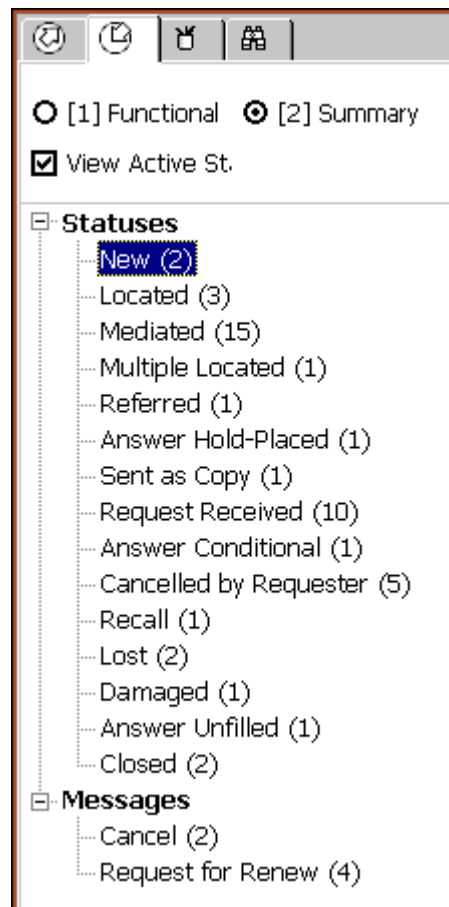 [1] Functional [2] Summary
View Active St.
Statuses
New (2)
Located (3)
Mediated (15)
Multiple Located (1)
Referred (1)
Answer Hold-Placed (1)
Sent as Copy (1)
Request Received (10)
Answer Conditional (1)
Cancelled by Requester (5)
Recall (1)
Lost (2)
Damaged (1)
Answer Unfilled (1)
Closed (2)
Messages
Cancel (2)
Request for Renew (4)